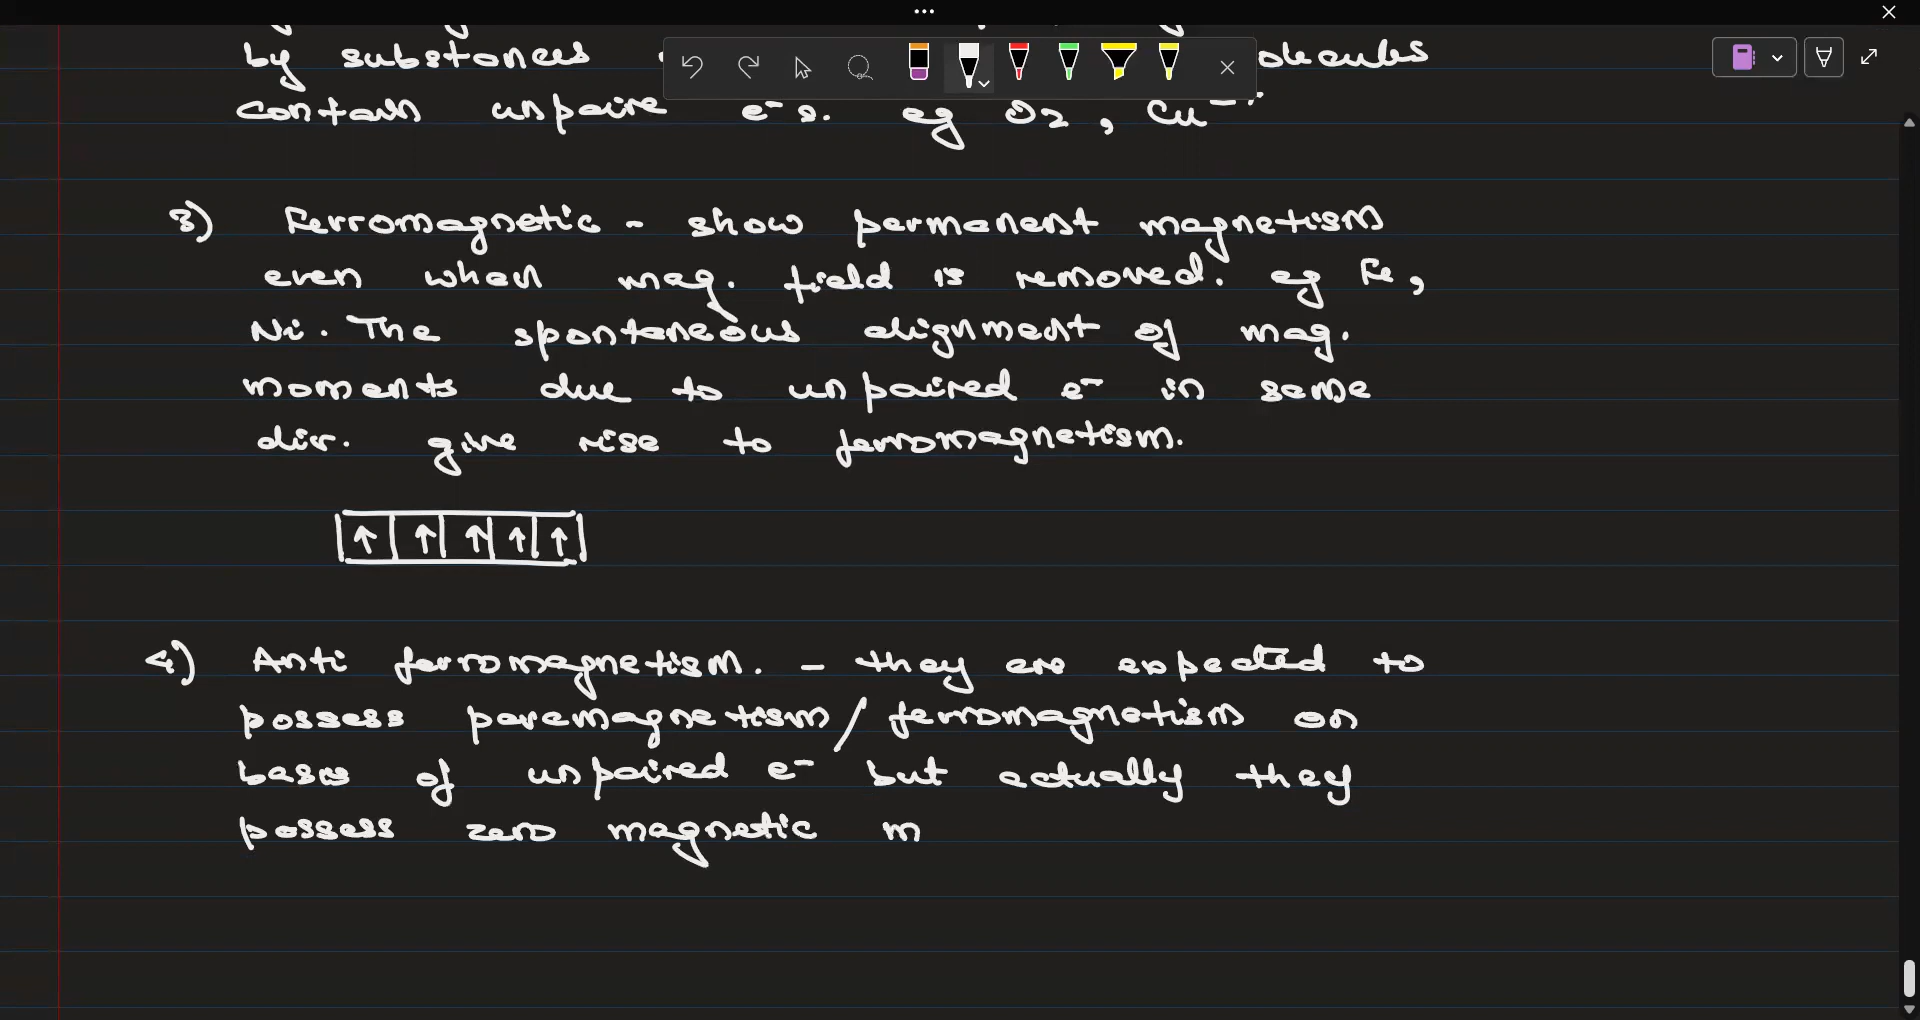 by substances olecules
contain unpaire e⁻s. eg O2, Cu
3) Ferromagnetic - show permanent magnetism
even when mag. field is removed. eg Fe,
Ni. The spontaneous alignment of mag.
moments due to unpaired e⁻ in same
dir. give rise to ferromagnetism.
↑ ↑ ↑ ↑ ↑
4) Anti ferromagnetism. - they are expected to
possess paramagnetism / ferromagnetism on
basis of unpaired e⁻ but actually they
possess zero magnetic m